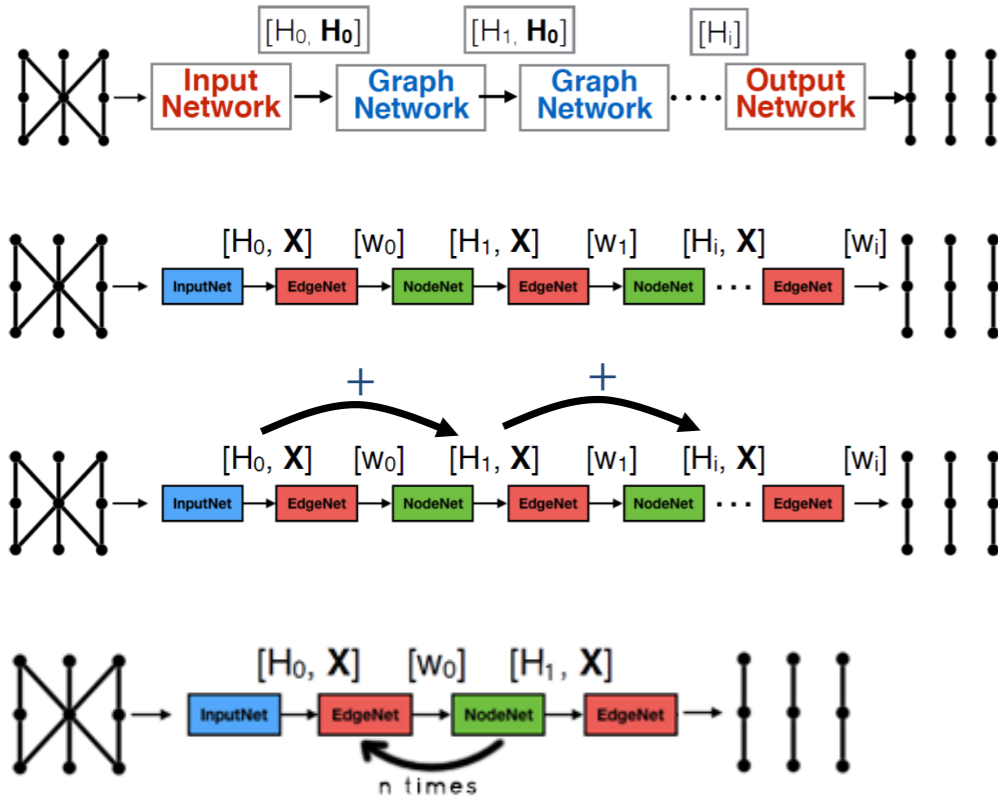 [H₀, H₀] [H₁, H₀] [Hᵢ]
Input Network Graph Network Graph Network Output Network
[H₀, X] [w₀] [H₁, X] [w₁] [Hᵢ, X] [wᵢ]
InputNet EdgeNet NodeNet EdgeNet NodeNet ... EdgeNet
+ +
[H₀, X] [w₀] [H₁, X] [w₁] [Hᵢ, X] [wᵢ]
InputNet EdgeNet NodeNet EdgeNet NodeNet ... EdgeNet
[H₀, X] [w₀] [H₁, X]
InputNet EdgeNet NodeNet EdgeNet
n times